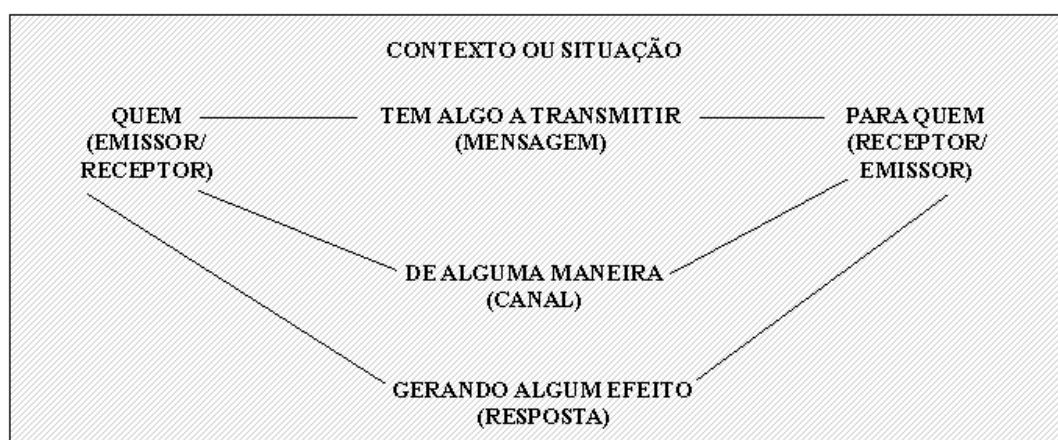 CONTEXTO OU SITUAÇÃO
QUEM
(EMISSOR/
RECEPTOR)
TEM ALGO A TRANSMITIR
(MENSAGEM)
PARA QUEM
(RECEPTOR/
EMISSOR)
DE ALGUMA MANEIRA
(CANAL)
GERANDO ALGUM EFEITO
(RESPOSTA)